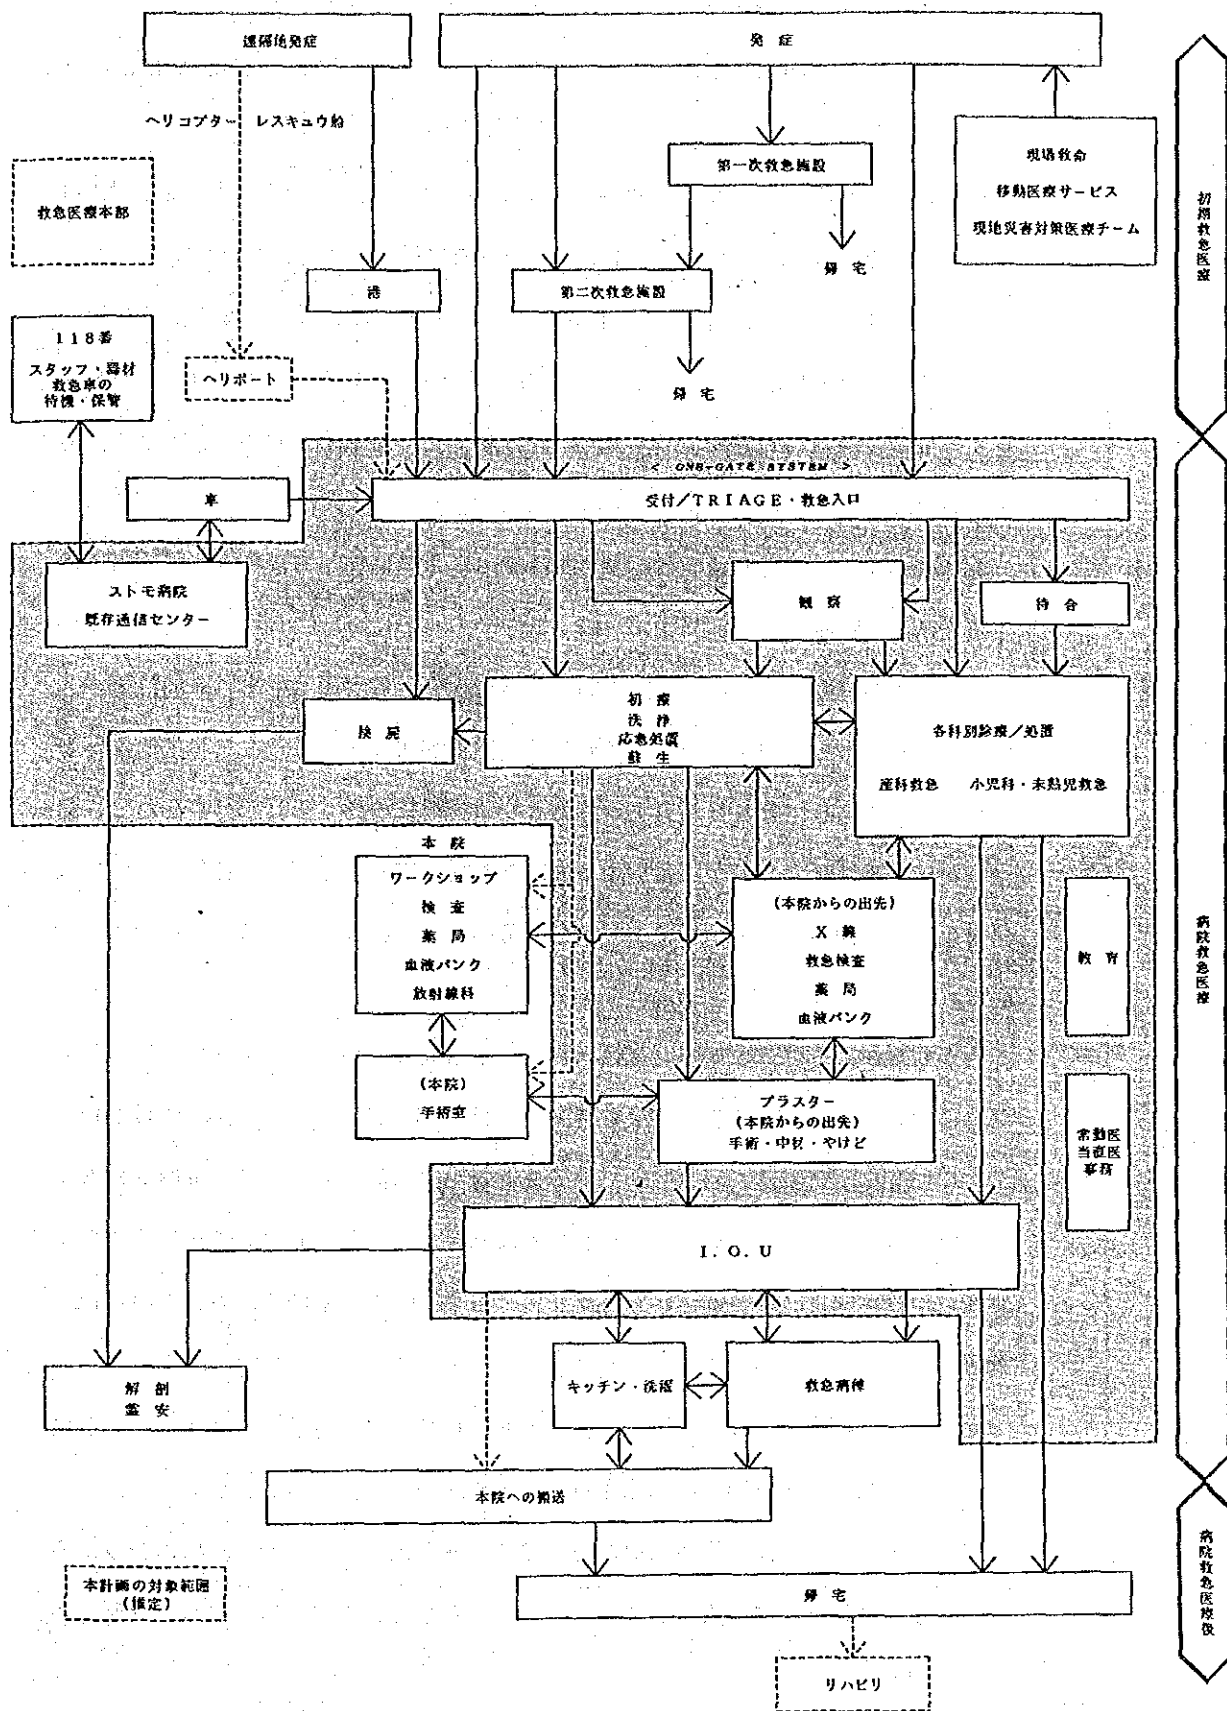 遠隔地発症
発 症
ヘリコプター
レスキュウ船
救急医療本部
第一次救急施設
現場救命
移動医療サービス
現地災害対策医療チーム
初期救急医療
帰 宅
港
第二次救急施設
118番
スタッフ・器材
救急車の
待機・保管
ヘリポート
帰 宅
< ONE-GATE SYSTEM >
車
受付/TRIAGE・救急入口
ストモ病院
既存通信センター
観 察
待 合
検 屍
初 療
洗 浄
応急処置
蘇 生
各科別診療/処置
産科救急
小児科・未熟児救急
本 院
ワークショップ
検 査
薬 局
血液バンク
放射線科
(本院からの出先)
X 線
救急検査
薬 局
血液バンク
教 育
病院救急医療
(本院)
手術室
プラスター
(本院からの出先)
手術・中材・やけど
常勤医
当直医
事務
I. O. U
解 剖
霊 安
キッチン・洗濯
救急病棟
本院への搬送
本計画の対象範囲
(推定)
帰 宅
病院救急医療後
リハビリ